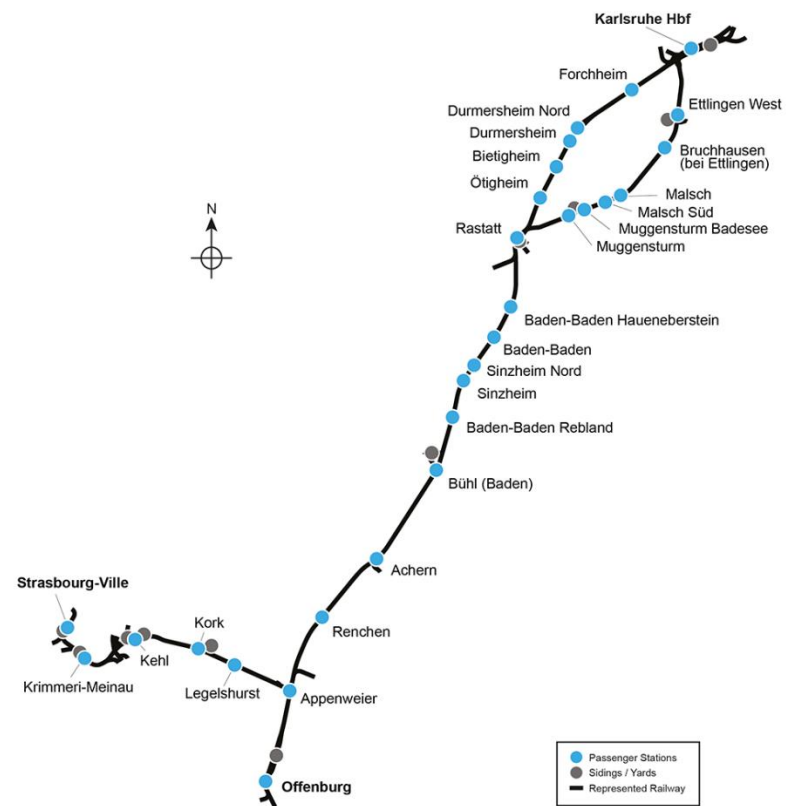 Karlsruhe Hbf
Forchheim
Ettlingen West
Durmersheim Nord
Durmersheim
Bruchhausen
(bei Ettlingen)
Bietigheim
Ötigheim
Malsch
Malsch Süd
Rastatt
Muggensturm Badesee
Muggensturm
N
Baden-Baden Haueneberstein
Baden-Baden
Sinzheim Nord
Sinzheim
Baden-Baden Rebland
Bühl (Baden)
Achern
Strasbourg-Ville
Kork
Renchen
Kehl
Krimmeri-Meinau
Legelshurst
Appenweier
Offenburg
Passenger Stations
Sidings / Yards
Represented Railway